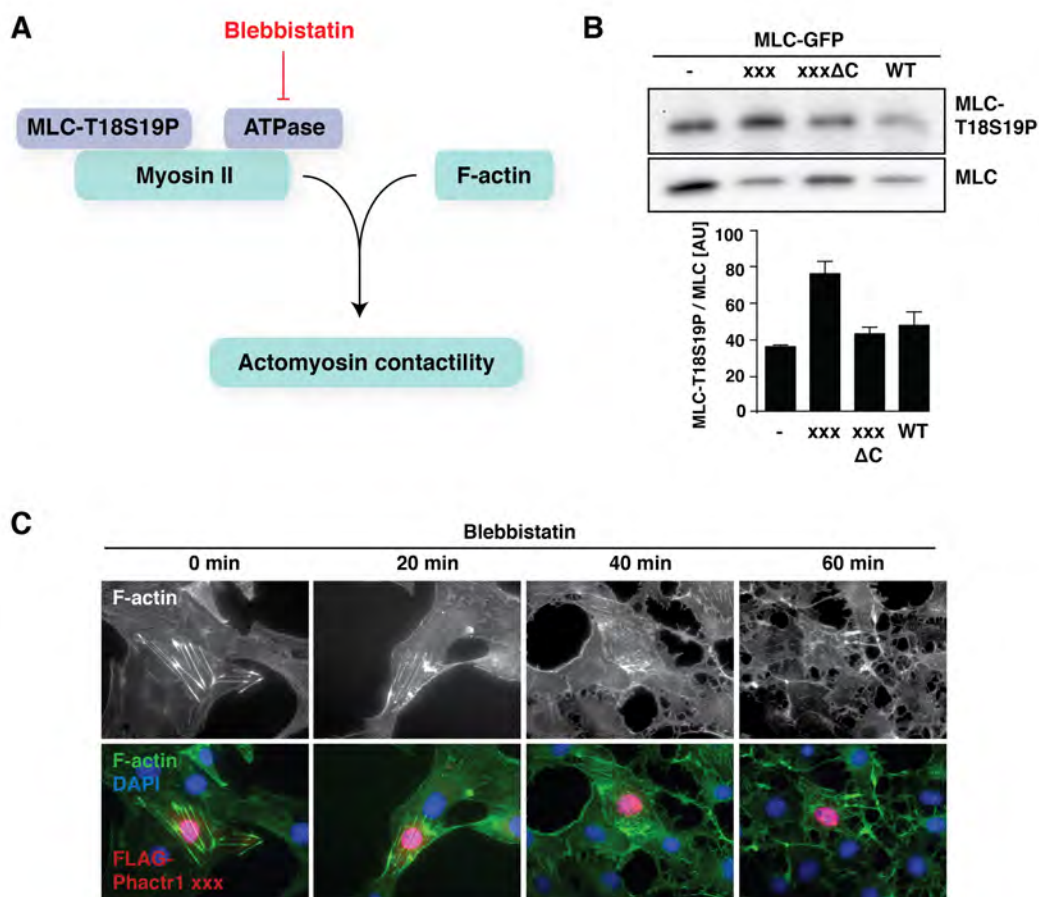 A
Blebbistatin
MLC-T18S19P
ATPase
Myosin II
F-actin
Actomyosin contactility
B
MLC-GFP
- xxx xxxΔC WT
MLC-
T18S19P
MLC
MLC-T18S19P / MLC [AU]
100
80
60
40
20
0
- xxx xxx WT
ΔC
C
Blebbistatin
0 min 20 min 40 min 60 min
F-actin
F-actin
DAPI
FLAG-
Phactr1 xxx